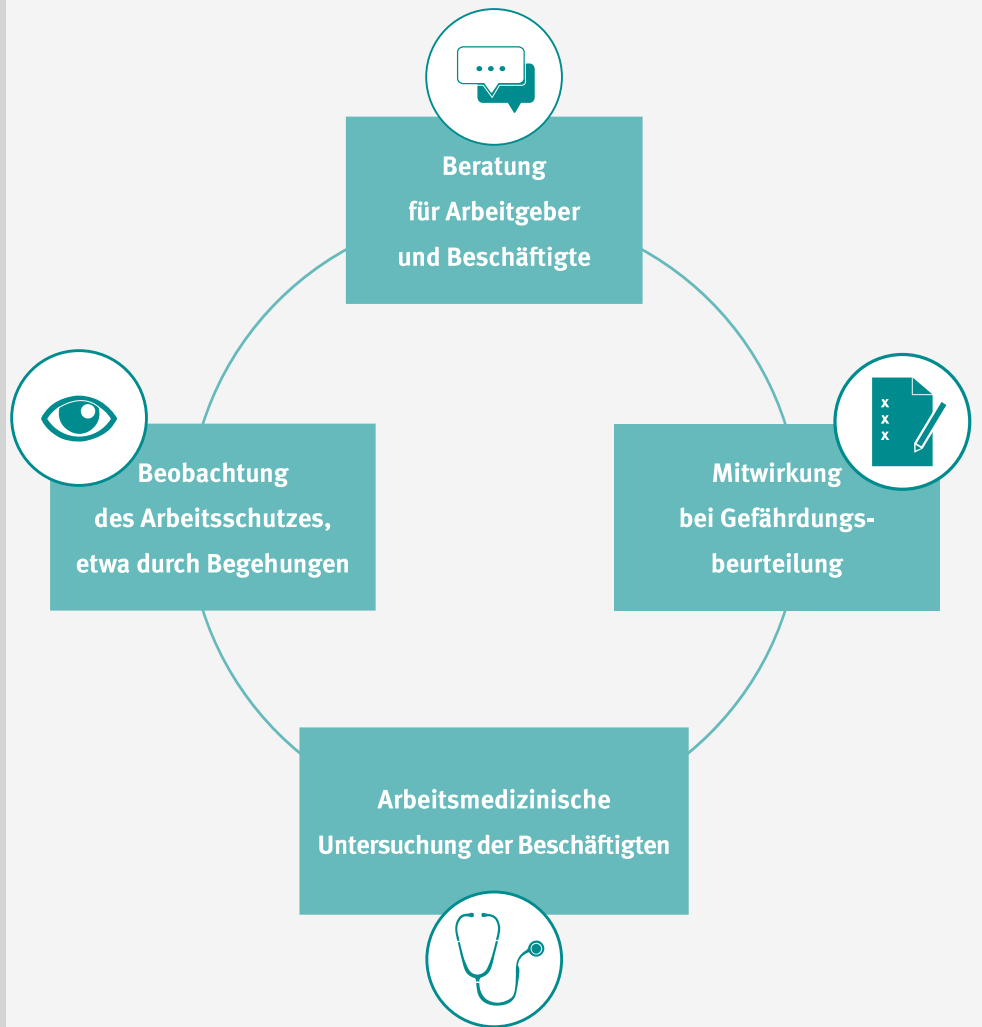 Beratung
für Arbeitgeber
und Beschäftigte
x
x
x
Mitwirkung
bei Gefährdungs-
beurteilung
Arbeitsmedizinische
Untersuchung der Beschäftigten
Beobachtung
des Arbeitsschutzes,
etwa durch Begehungen